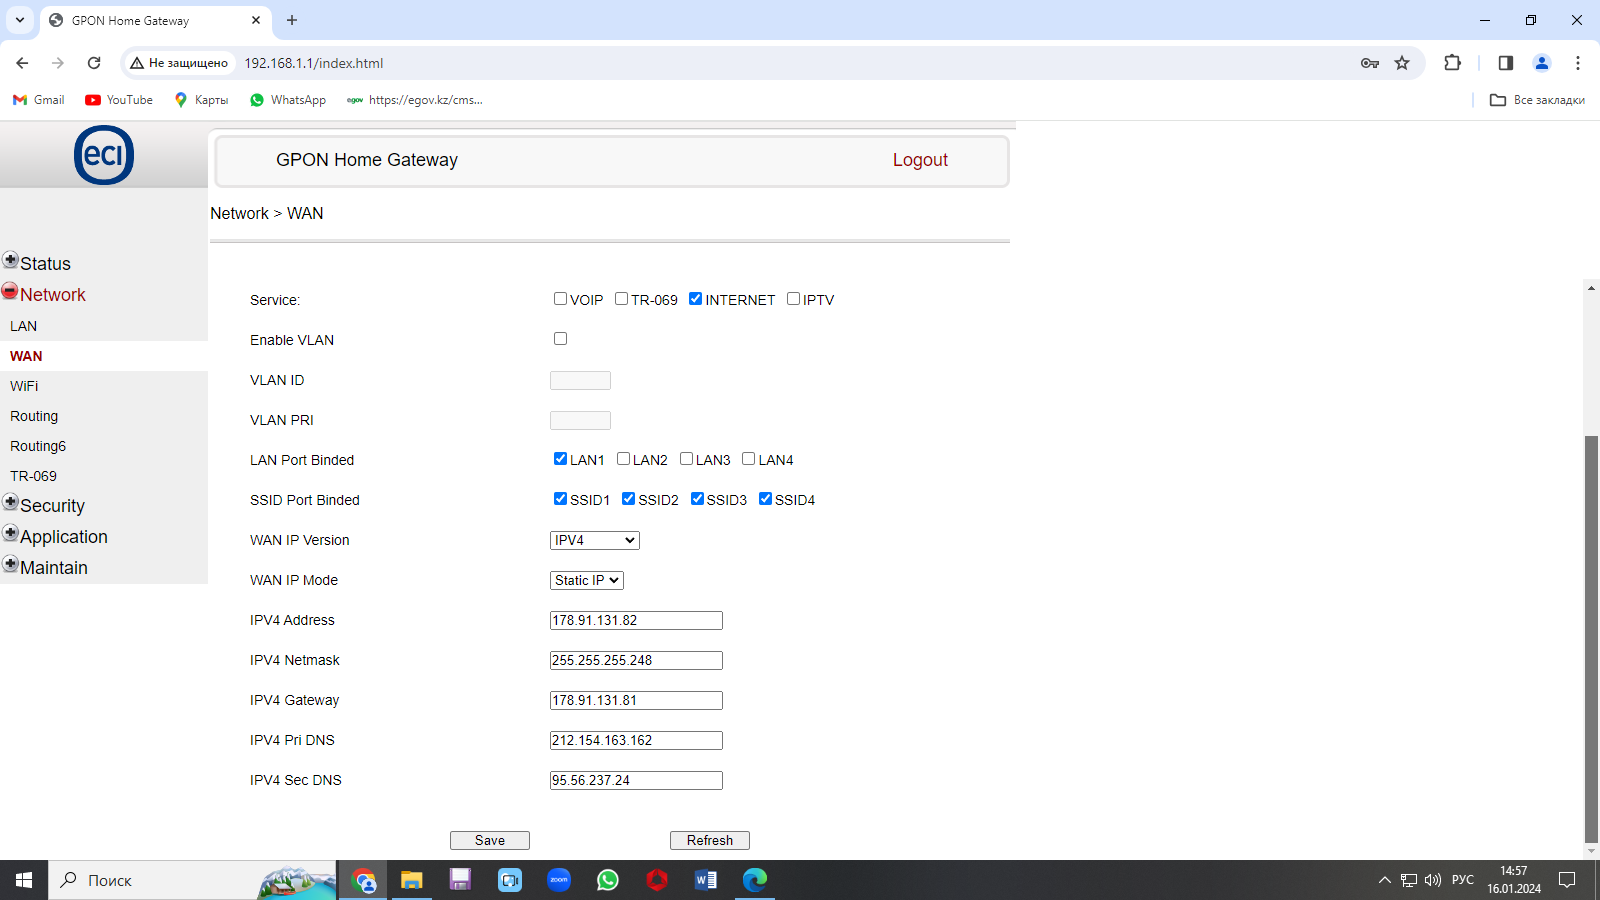 GPON Home Gateway
Не защищено 192.168.1.1/index.html
Gmail YouTube Карты WhatsApp egov https://egov.kz/cms... Все закладки
ECI
GPON Home Gateway Logout
Network > WAN
Status
Network
LAN
WAN
WiFi
Routing
Routing6
TR-069
Security
Application
Maintain
Service: VOIP TR-069 INTERNET IPTV
Enable VLAN
VLAN ID
VLAN PRI
LAN Port Binded LAN1 LAN2 LAN3 LAN4
SSID Port Binded SSID1 SSID2 SSID3 SSID4
WAN IP Version IPV4
WAN IP Mode Static IP
IPV4 Address 178.91.131.82
IPV4 Netmask 255.255.255.248
IPV4 Gateway 178.91.131.81
IPV4 Pri DNS 212.154.163.162
IPV4 Sec DNS 95.56.237.24
Save Refresh
Поиск zoom W РУС 14:57
16.01.2024